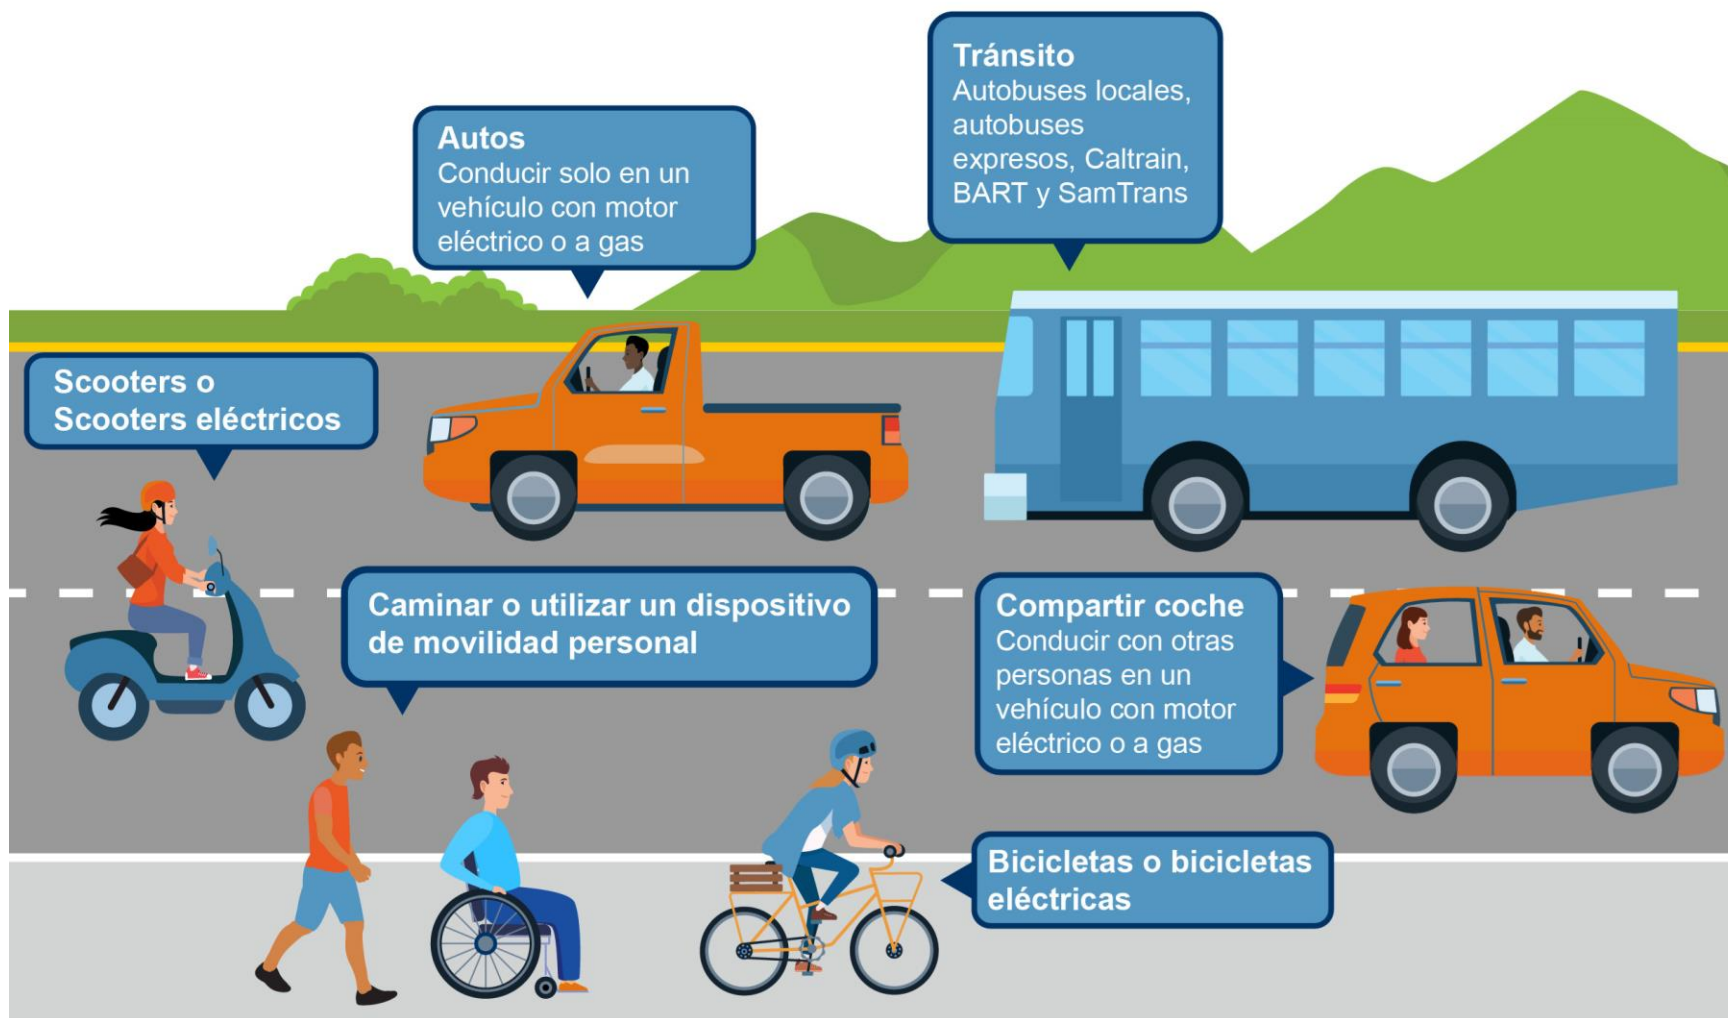 Tránsito
Autobuses locales,
autobuses
expresos, Caltrain,
BART y SamTrans
Autos
Conducir solo en un
vehículo con motor
eléctrico o a gas
Scooters o
Scooters eléctricos
Caminar o utilizar un dispositivo
de movilidad personal
Compartir coche
Conducir con otras
personas en un
vehículo con motor
eléctrico o a gas
Bicicletas o bicicletas
eléctricas